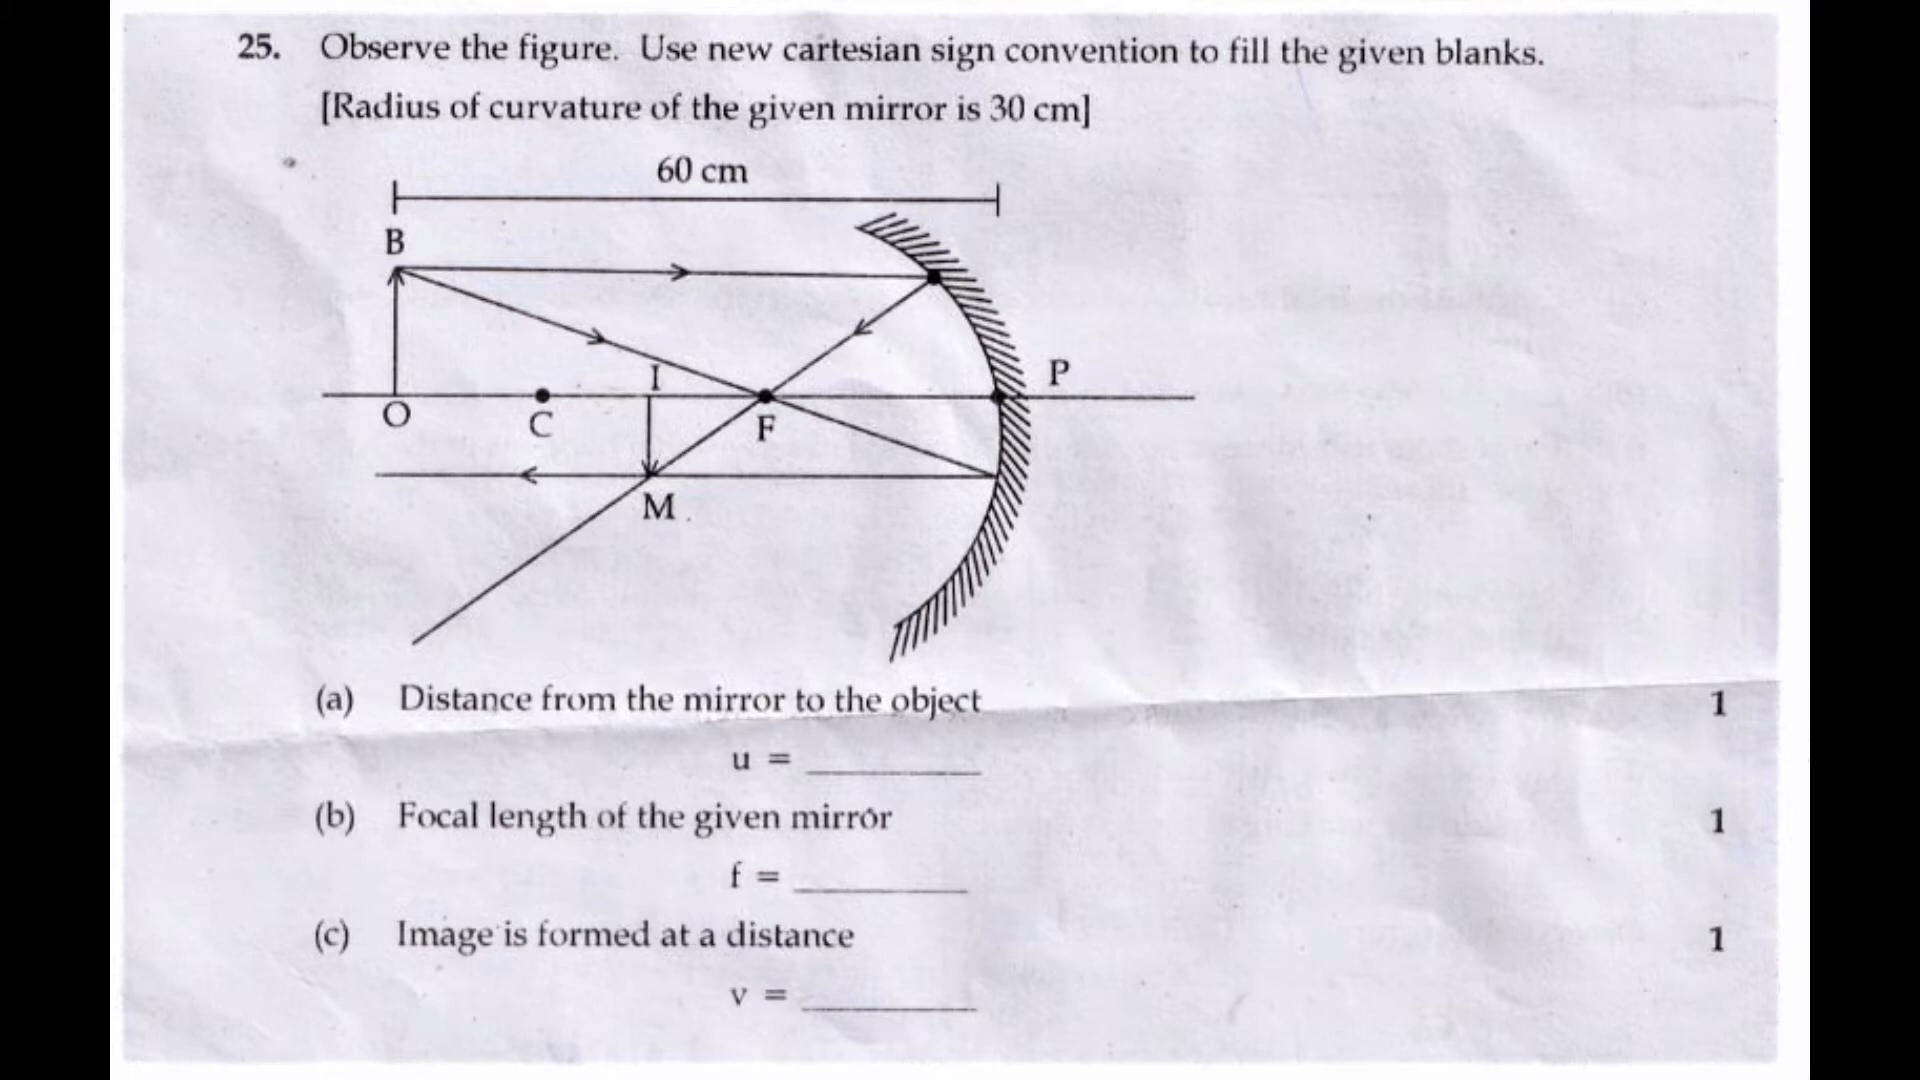 25. Observe the figure. Use new cartesian sign convention to fill the given blanks.
[Radius of curvature of the given mirror is 30 cm]
60 cm
B
I
P
O
C
F
M
(a) Distance from the mirror to the object 1
u = ________
(b) Focal length of the given mirror 1
f = ________
(c) Image is formed at a distance 1
v = ________